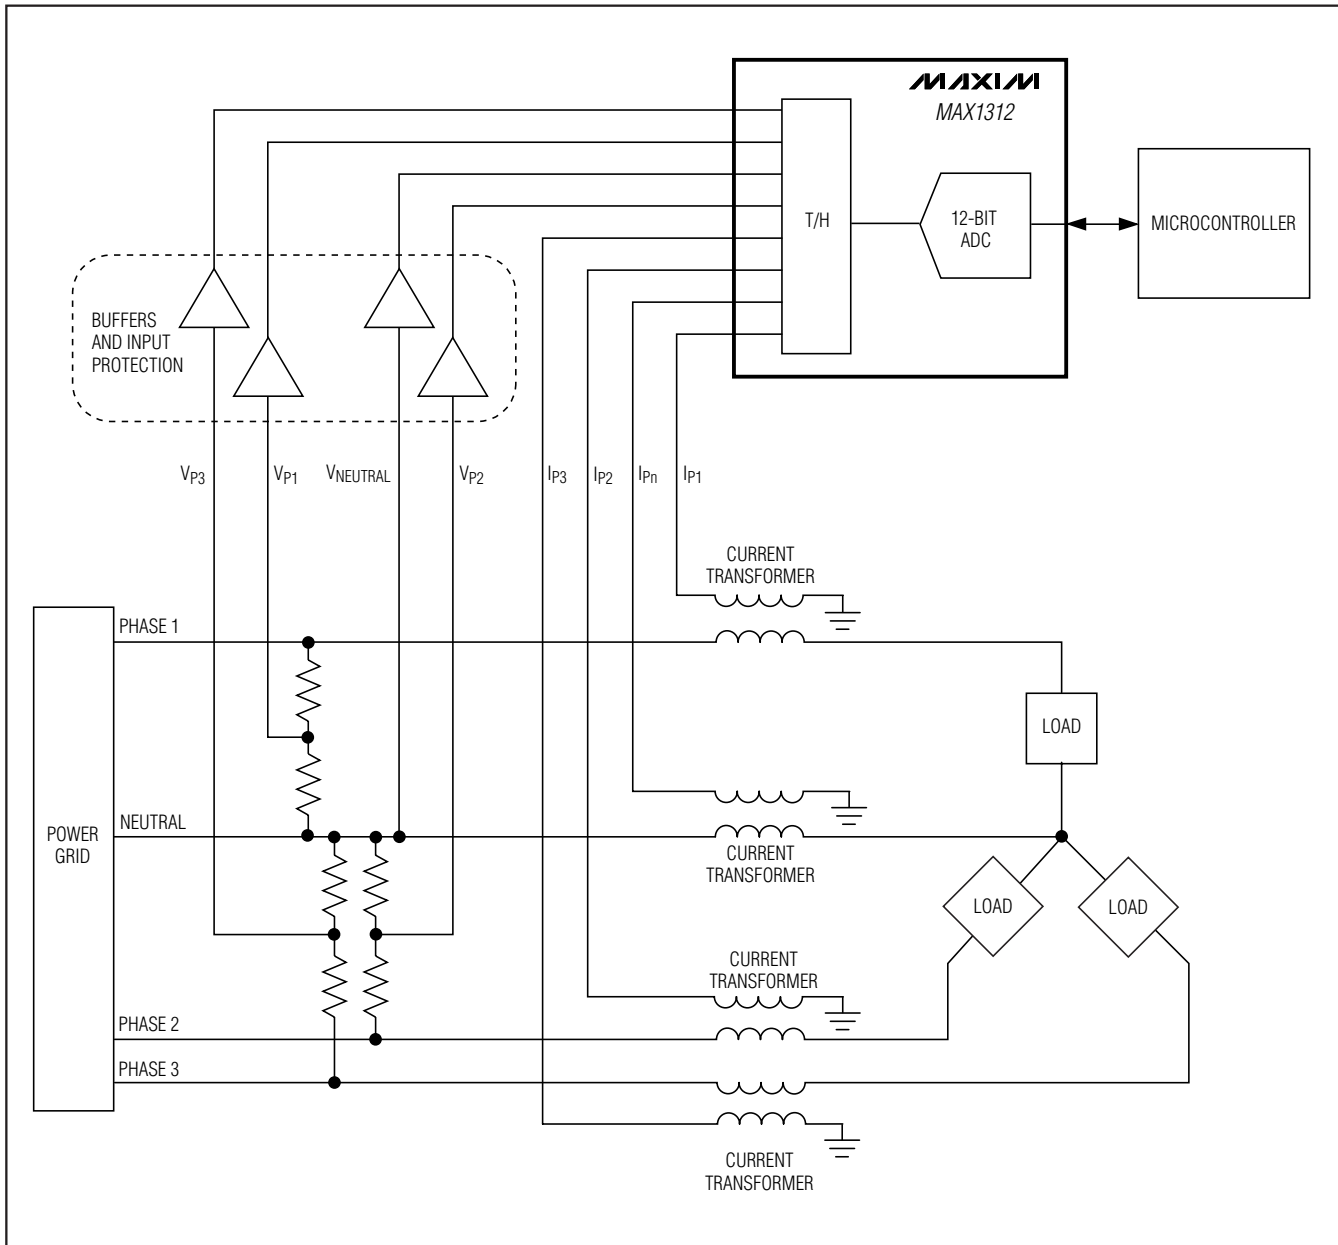 MAXIM
MAX1312
T/H
12-BIT
ADC
MICROCONTROLLER
BUFFERS
AND INPUT
PROTECTION
VP3
VP1
VNEUTRAL
VP2
IP3
IP2
IPn
IP1
CURRENT
TRANSFORMER
PHASE 1
LOAD
NEUTRAL
POWER
GRID
CURRENT
TRANSFORMER
LOAD
LOAD
CURRENT
TRANSFORMER
PHASE 2
PHASE 3
CURRENT
TRANSFORMER